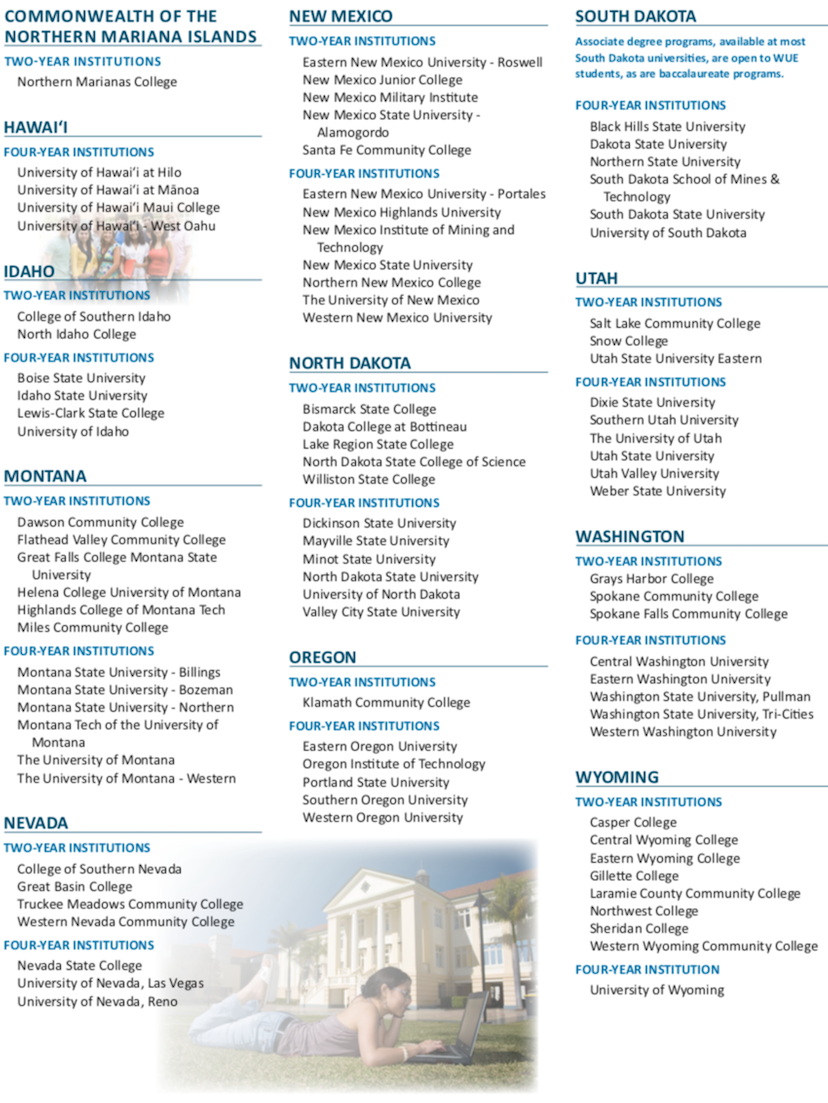 COMMONWEALTH OF THE
NORTHERN MARIANA ISLANDS
TWO-YEAR INSTITUTIONS
Northern Marianas College
HAWAI‘I
FOUR-YEAR INSTITUTIONS
University of Hawai‘i at Hilo
University of Hawai‘i at Mānoa
University of Hawai‘i Maui College
University of Hawai‘i - West Oahu
IDAHO
TWO-YEAR INSTITUTIONS
College of Southern Idaho
North Idaho College
FOUR-YEAR INSTITUTIONS
Boise State University
Idaho State University
Lewis-Clark State College
University of Idaho
MONTANA
TWO-YEAR INSTITUTIONS
Dawson Community College
Flathead Valley Community College
Great Falls College Montana State
University
Helena College University of Montana
Highlands College of Montana Tech
Miles Community College
FOUR-YEAR INSTITUTIONS
Montana State University - Billings
Montana State University - Bozeman
Montana State University - Northern
Montana Tech of the University of
Montana
The University of Montana
The University of Montana - Western
NEVADA
TWO-YEAR INSTITUTIONS
College of Southern Nevada
Great Basin College
Truckee Meadows Community College
Western Nevada Community College
FOUR-YEAR INSTITUTIONS
Nevada State College
University of Nevada, Las Vegas
University of Nevada, Reno
NEW MEXICO
TWO-YEAR INSTITUTIONS
Eastern New Mexico University - Roswell
New Mexico Junior College
New Mexico Military Institute
New Mexico State University -
Alamogordo
Santa Fe Community College
FOUR-YEAR INSTITUTIONS
Eastern New Mexico University - Portales
New Mexico Highlands University
New Mexico Institute of Mining and
Technology
New Mexico State University
Northern New Mexico College
The University of New Mexico
Western New Mexico University
NORTH DAKOTA
TWO-YEAR INSTITUTIONS
Bismarck State College
Dakota College at Bottineau
Lake Region State College
North Dakota State College of Science
Williston State College
FOUR-YEAR INSTITUTIONS
Dickinson State University
Mayville State University
Minot State University
North Dakota State University
University of North Dakota
Valley City State University
OREGON
TWO-YEAR INSTITUTIONS
Klamath Community College
FOUR-YEAR INSTITUTIONS
Eastern Oregon University
Oregon Institute of Technology
Portland State University
Southern Oregon University
Western Oregon University
SOUTH DAKOTA
Associate degree programs, available at most
South Dakota universities, are open to WUE
students, as are baccalaureate programs.
FOUR-YEAR INSTITUTIONS
Black Hills State University
Dakota State University
Northern State University
South Dakota School of Mines &
Technology
South Dakota State University
University of South Dakota
UTAH
TWO-YEAR INSTITUTIONS
Salt Lake Community College
Snow College
Utah State University Eastern
FOUR-YEAR INSTITUTIONS
Dixie State University
Southern Utah University
The University of Utah
Utah State University
Utah Valley University
Weber State University
WASHINGTON
TWO-YEAR INSTITUTIONS
Grays Harbor College
Spokane Community College
Spokane Falls Community College
FOUR-YEAR INSTITUTIONS
Central Washington University
Eastern Washington University
Washington State University, Pullman
Washington State University, Tri-Cities
Western Washington University
WYOMING
TWO-YEAR INSTITUTIONS
Casper College
Central Wyoming College
Eastern Wyoming College
Gillette College
Laramie County Community College
Northwest College
Sheridan College
Western Wyoming Community College
FOUR-YEAR INSTITUTION
University of Wyoming